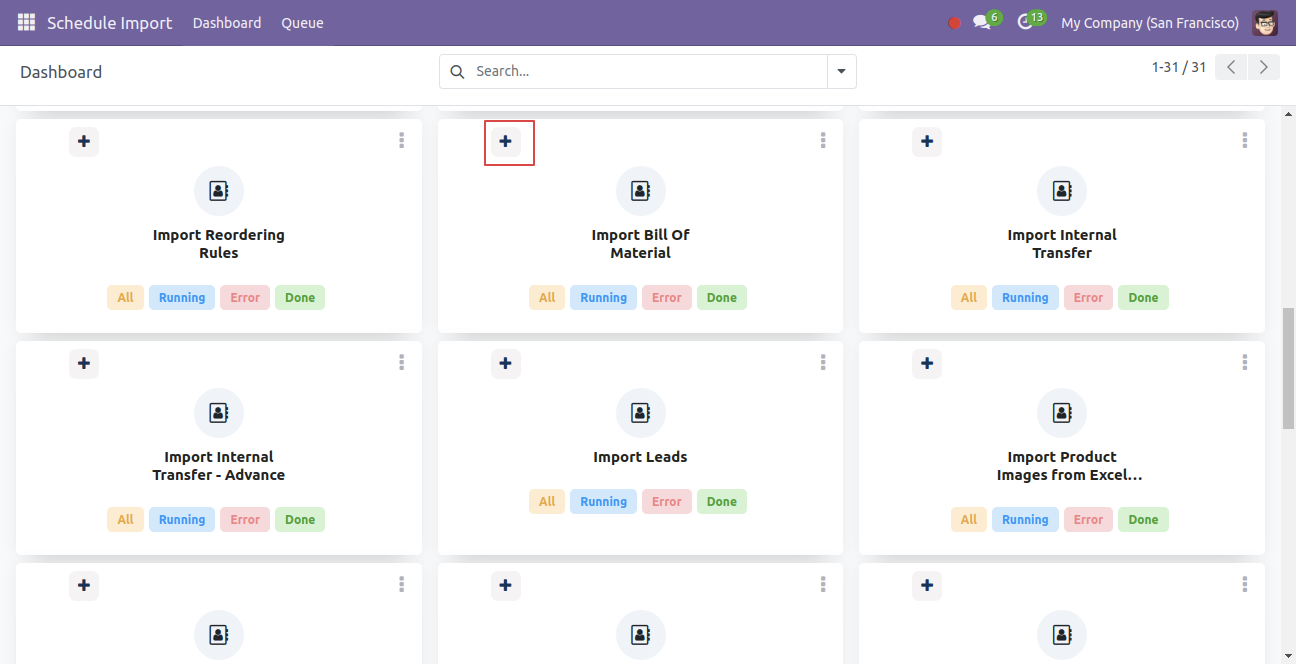 Schedule Import Dashboard Queue 6 13 My Company (San Francisco)
Dashboard Search... 1-31 / 31
Import Reordering
Rules
All Running Error Done
Import Bill Of
Material
All Running Error Done
Import Internal
Transfer
All Running Error Done
Import Internal
Transfer - Advance
All Running Error Done
Import Leads
All Running Error Done
Import Product
Images from Excel...
All Running Error Done